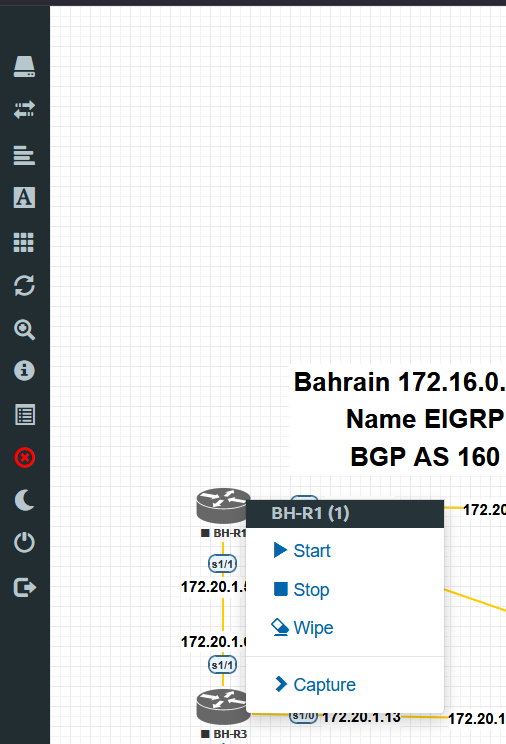 Bahrain 172.16.0.
Name EIGRP
BGP AS 160
BH-R1 (1)
172.20
BH-R1
Start
s1/1
Stop
172.20.1.
Wipe
172.20.1.
s1/1
Capture
s1/0 172.20.1.13
172.20.1
BH-R3